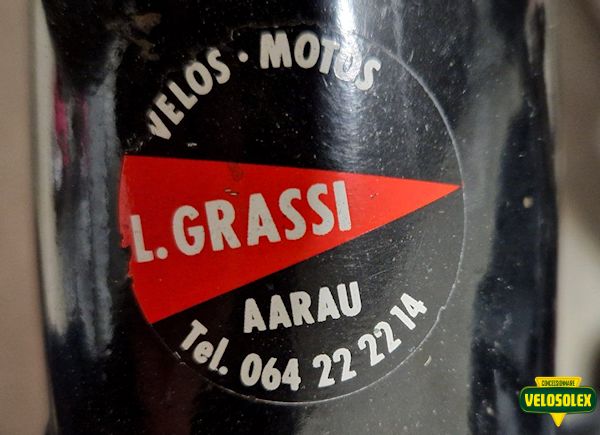 VELOS · MOTOS
L. GRASSI
AARAU
Tel. 064 22 22 14
CONCESSIONNAIRE
VELOSOLEX